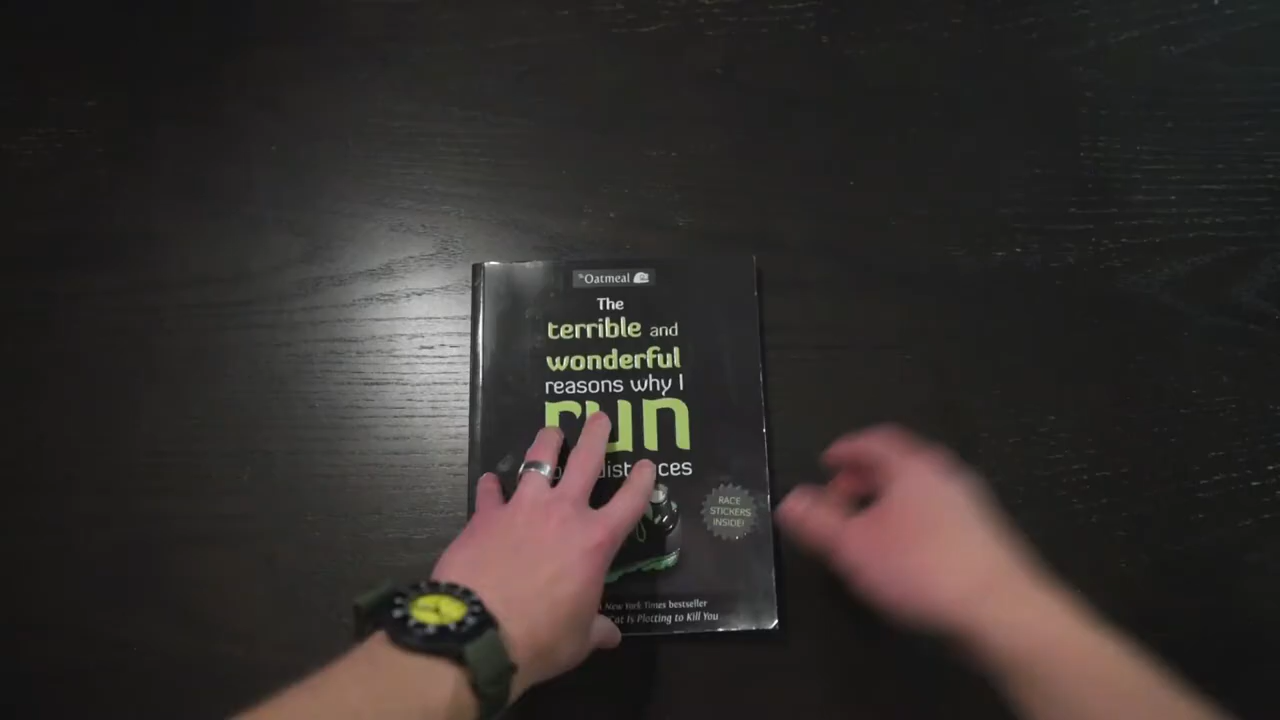 The Oatmeal
The
terrible and
wonderful
reasons why I
run
RACE
STICKERS
INSIDE!
New York Times bestseller
Cat Is Plotting to Kill You